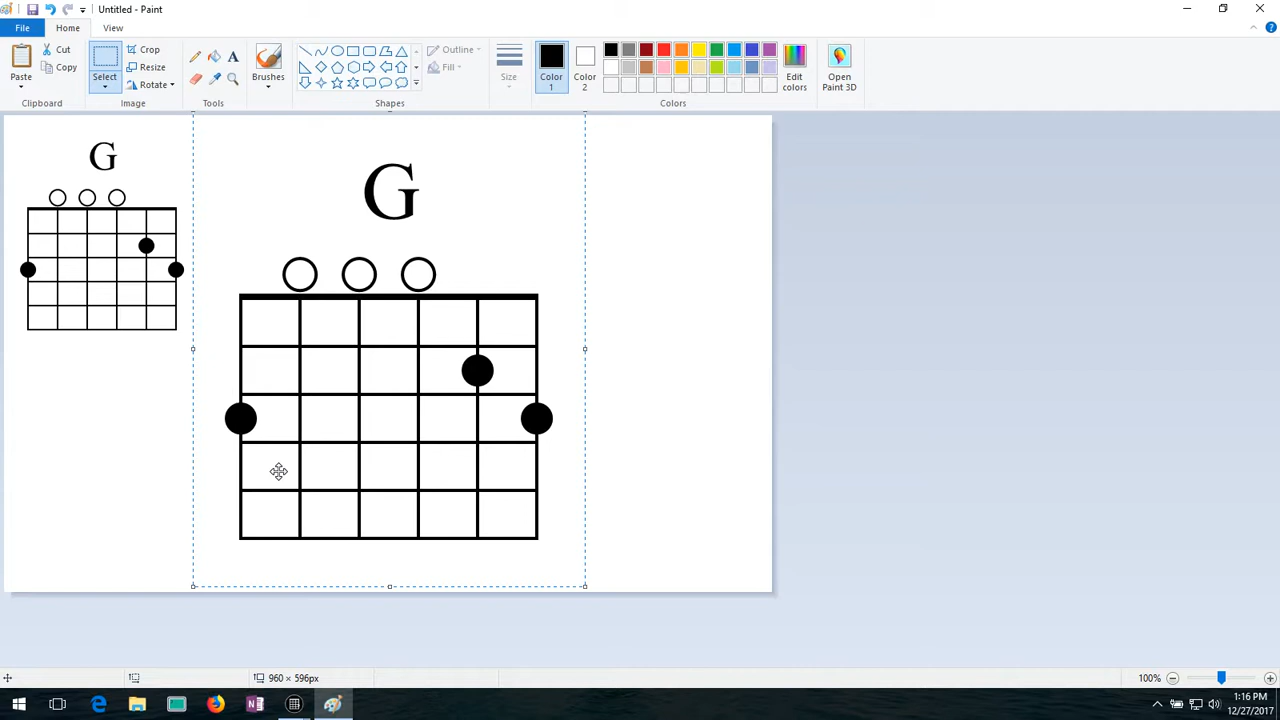 Untitled - Paint
File
Home
View
Paste
Cut
Copy
Clipboard
Select
Crop
Resize
Rotate
Image
A
Tools
Brushes
Shapes
Outline
Fill
Size
Color 1
Color 2
Edit colors
Colors
Open Paint 3D
G
G
960 × 596px
100%
1:16 PM
12/27/2017